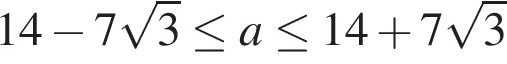 14 − 7√3 ≤ a ≤ 14 + 7√3